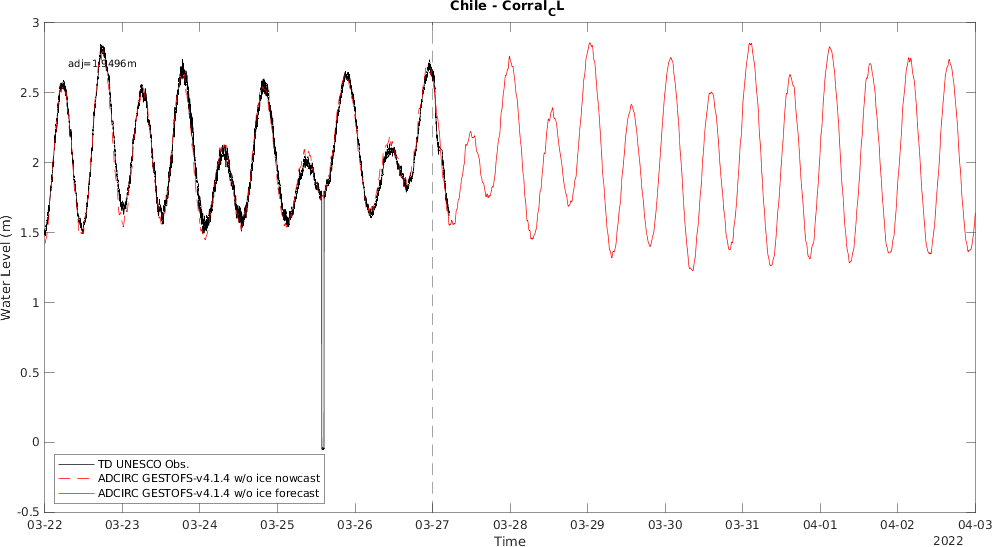 Chile - Corral_CL
3
adj=1.9496m
2.5
2
1.5
1
0.5
0
-0.5
Water Level (m)
TD UNESCO Obs.
ADCIRC GESTOFS-v4.1.4 w/o ice nowcast
ADCIRC GESTOFS-v4.1.4 w/o ice forecast
03-22 03-23 03-24 03-25 03-26 03-27 03-28 03-29 03-30 03-31 04-01 04-02 04-03
Time
2022